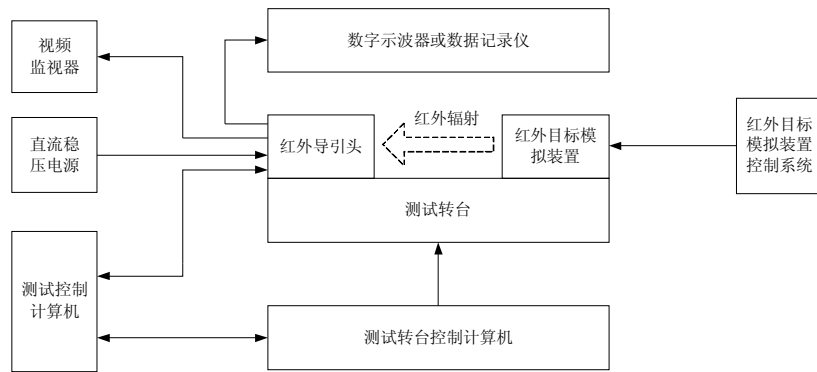 数字示波器或数据记录仪
视频
监视器
红外辐射
红外导引头
红外目标模
拟装置
红外目标
模拟装置
控制系统
直流稳
压电源
测试转台
测试控制
计算机
测试转台控制计算机